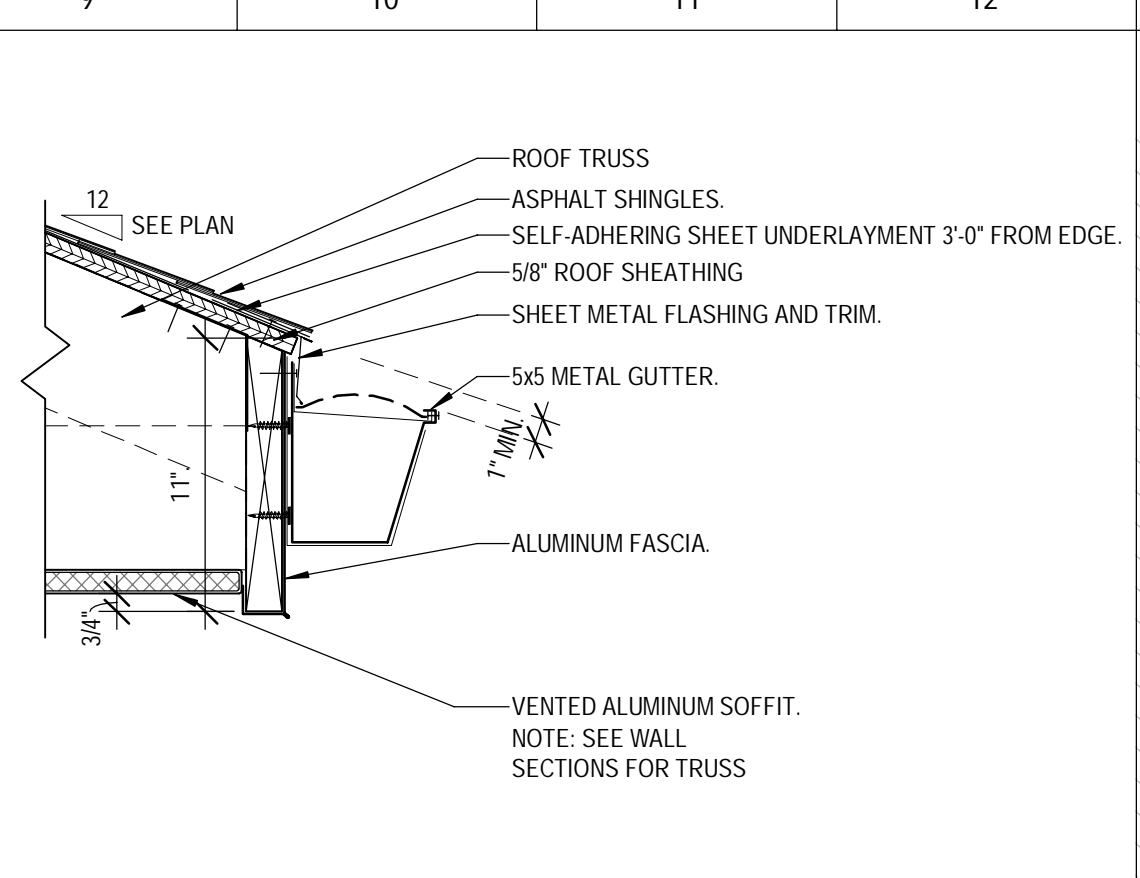 9 10 11 12
ROOF TRUSS
ASPHALT SHINGLES.
SELF-ADHERING SHEET UNDERLAYMENT 3'-0" FROM EDGE.
5/8" ROOF SHEATHING
SHEET METAL FLASHING AND TRIM.
5x5 METAL GUTTER.
12
SEE PLAN
1" MIN.
11"
ALUMINUM FASCIA.
3/4"
VENTED ALUMINUM SOFFIT.
NOTE: SEE WALL
SECTIONS FOR TRUSS